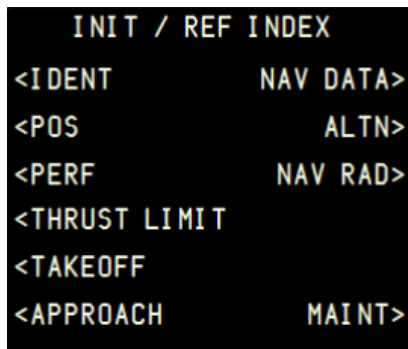 INIT / REF INDEX
<IDENT NAV DATA>
<POS ALTN>
<PERF NAV RAD>
<THRUST LIMIT
<TAKEOFF
<APPROACH MAINT>